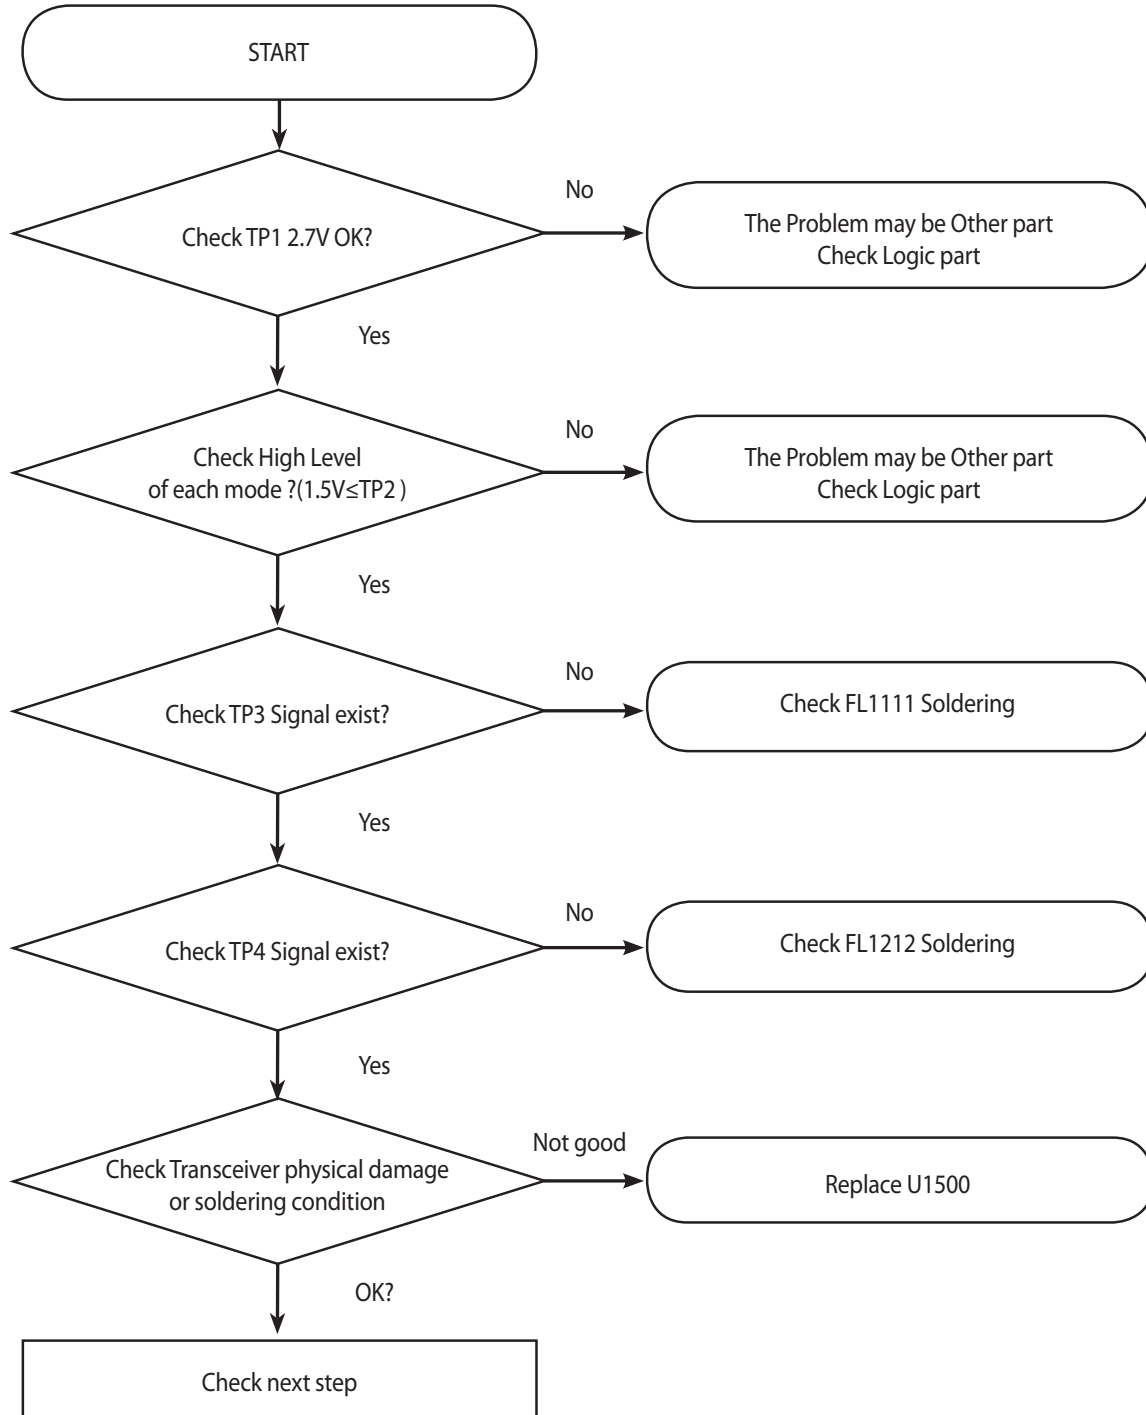 START
Check TP1 2.7V OK?
No
The Problem may be Other part
Check Logic part
Yes
Check High Level
of each mode ?(1.5V≤TP2 )
No
The Problem may be Other part
Check Logic part
Yes
Check TP3 Signal exist?
No
Check FL1111 Soldering
Yes
Check TP4 Signal exist?
No
Check FL1212 Soldering
Yes
Check Transceiver physical damage
or soldering condition
Not good
Replace U1500
OK?
Check next step